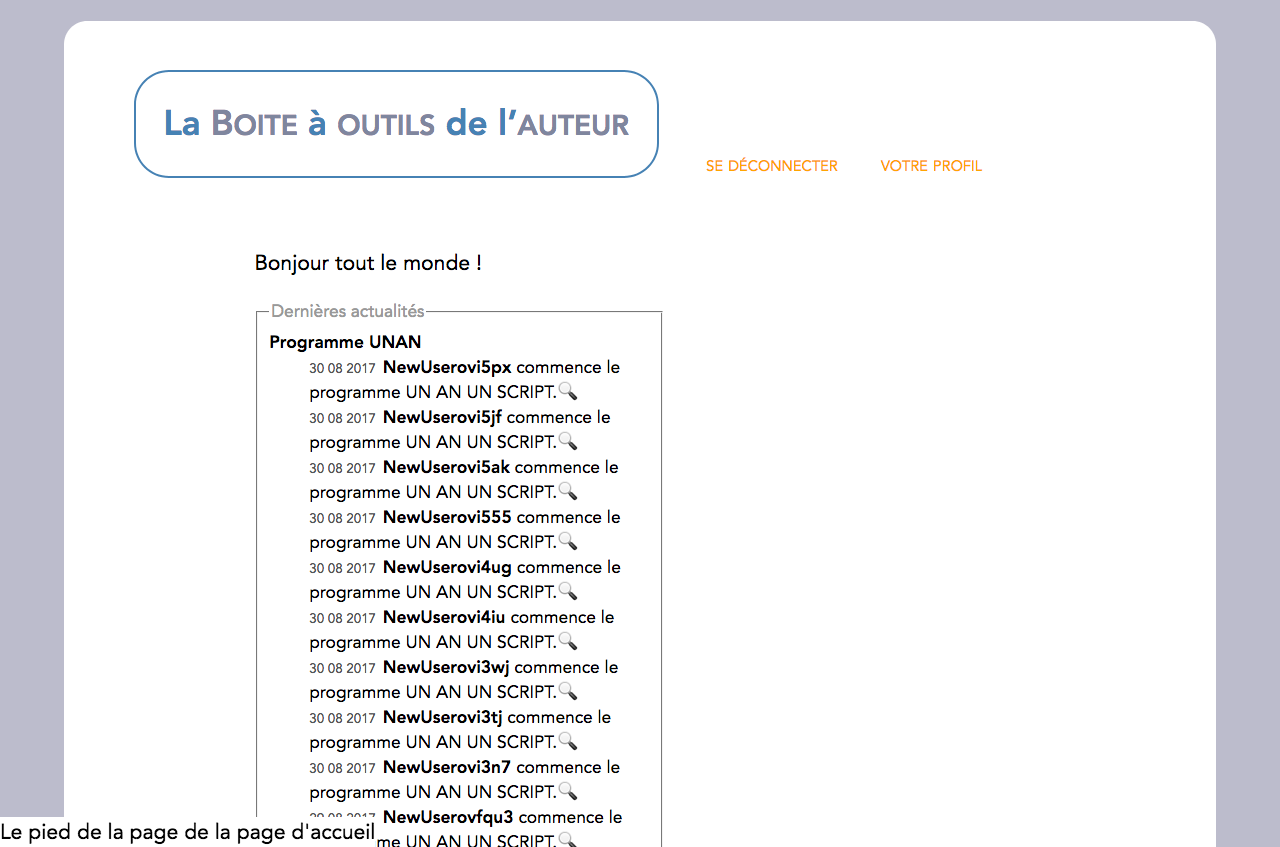 La BOITE à OUTILS de l’AUTEUR
SE DÉCONNECTER VOTRE PROFIL
Bonjour tout le monde !
Dernières actualités
Programme UNAN
30 08 2017 NewUserovi5px commence le
programme UN AN UN SCRIPT.
30 08 2017 NewUserovi5jf commence le
programme UN AN UN SCRIPT.
30 08 2017 NewUserovi5ak commence le
programme UN AN UN SCRIPT.
30 08 2017 NewUserovi555 commence le
programme UN AN UN SCRIPT.
30 08 2017 NewUserovi4ug commence le
programme UN AN UN SCRIPT.
30 08 2017 NewUserovi4iu commence le
programme UN AN UN SCRIPT.
30 08 2017 NewUserovi3wj commence le
programme UN AN UN SCRIPT.
30 08 2017 NewUserovi3tj commence le
programme UN AN UN SCRIPT.
30 08 2017 NewUserovi3n7 commence le
programme UN AN UN SCRIPT.
NewUserovfqu3 commence le
me UN AN UN SCRIPT.
Le pied de la page de la page d'accueil